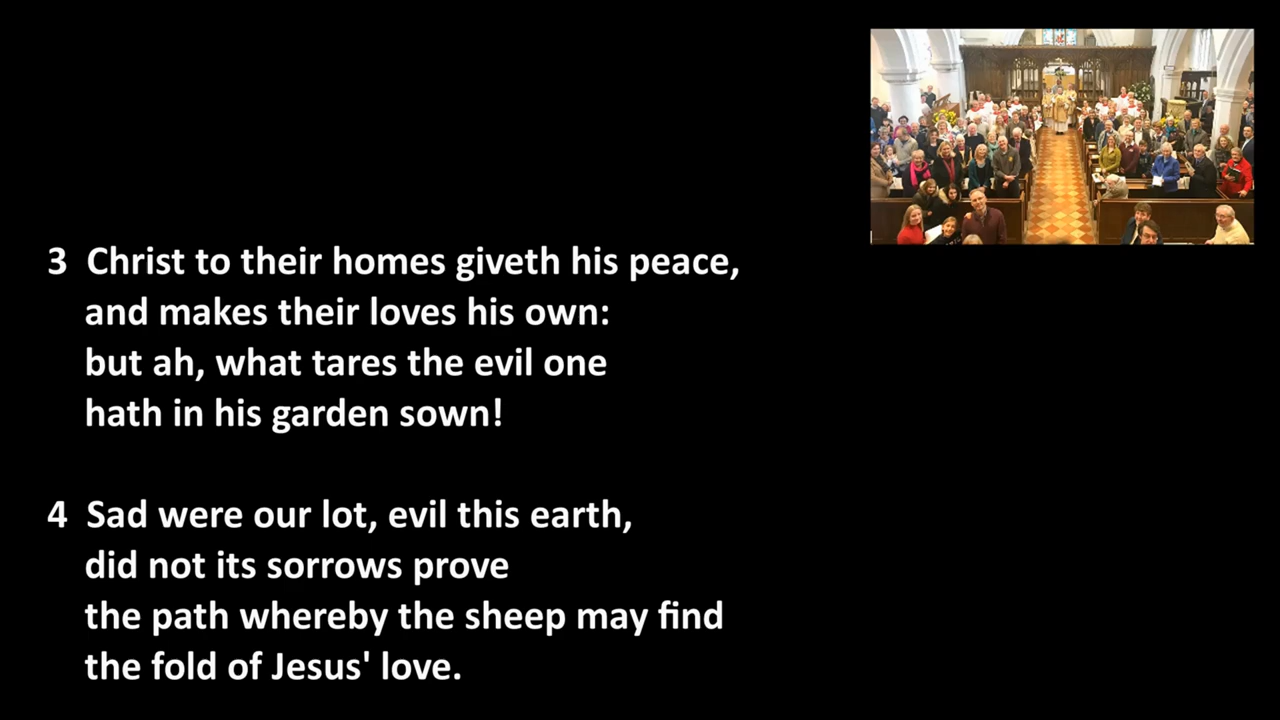 3 Christ to their homes giveth his peace,
and makes their loves his own:
but ah, what tares the evil one
hath in his garden sown!
4 Sad were our lot, evil this earth,
did not its sorrows prove
the path whereby the sheep may find
the fold of Jesus' love.